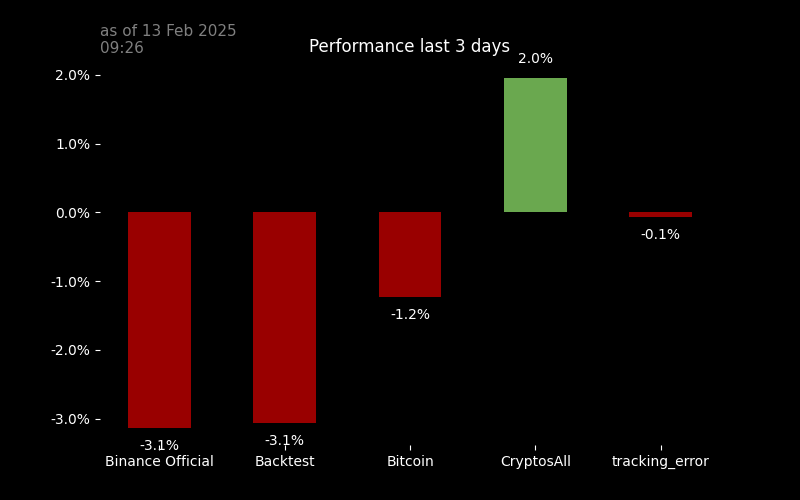 as of 13 Feb 2025
09:26
Performance last 3 days
2.0%
2.0%
1.0%
0.0%
-0.1%
-1.0%
-1.2%
-2.0%
-3.0%
-3.1%
-3.1%
Binance Official
Backtest
Bitcoin
CryptosAll
tracking_error